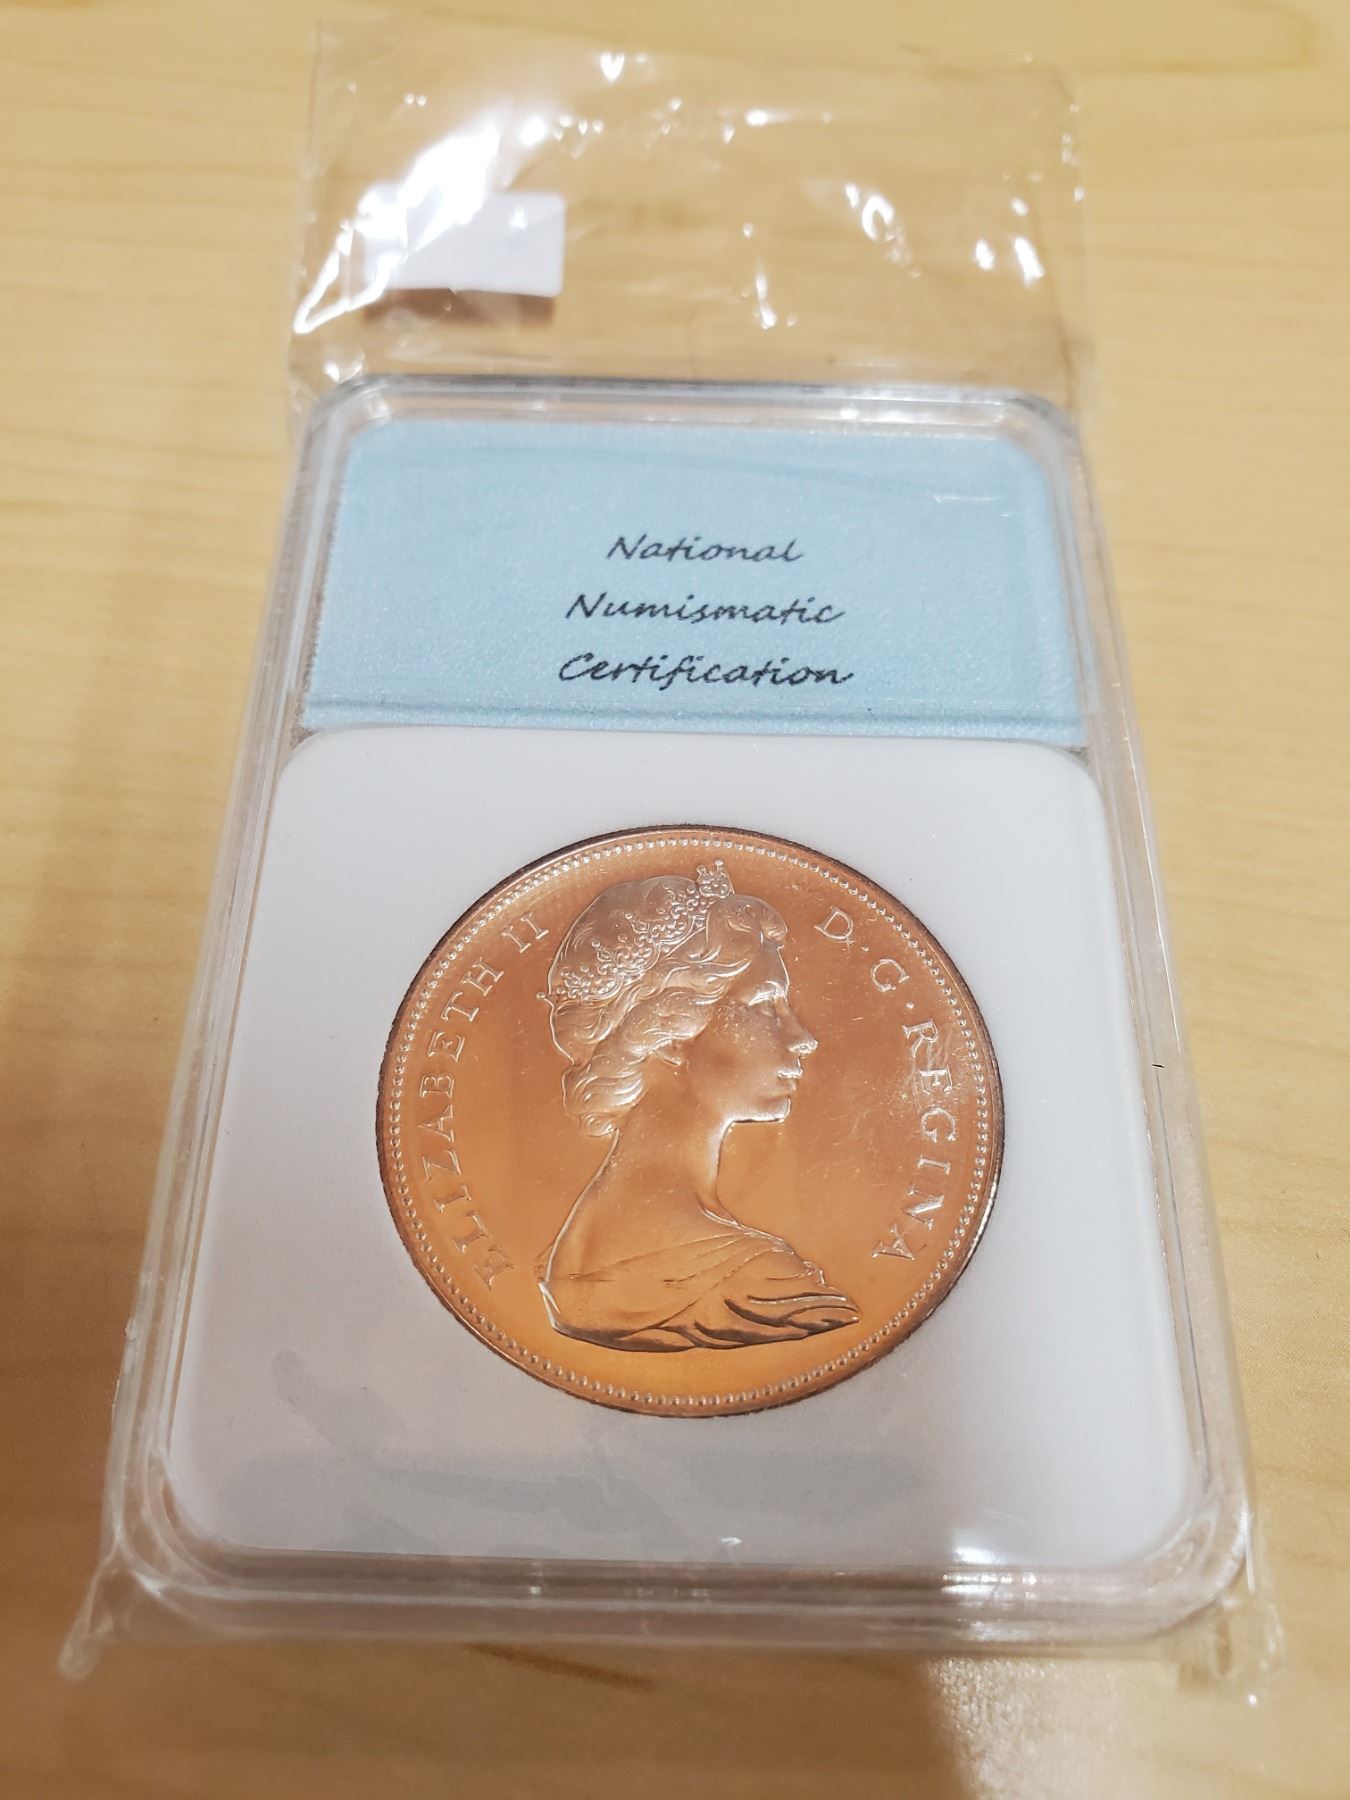 National
Numismatic
Certification
ELIZABETH II D·G·REGINA